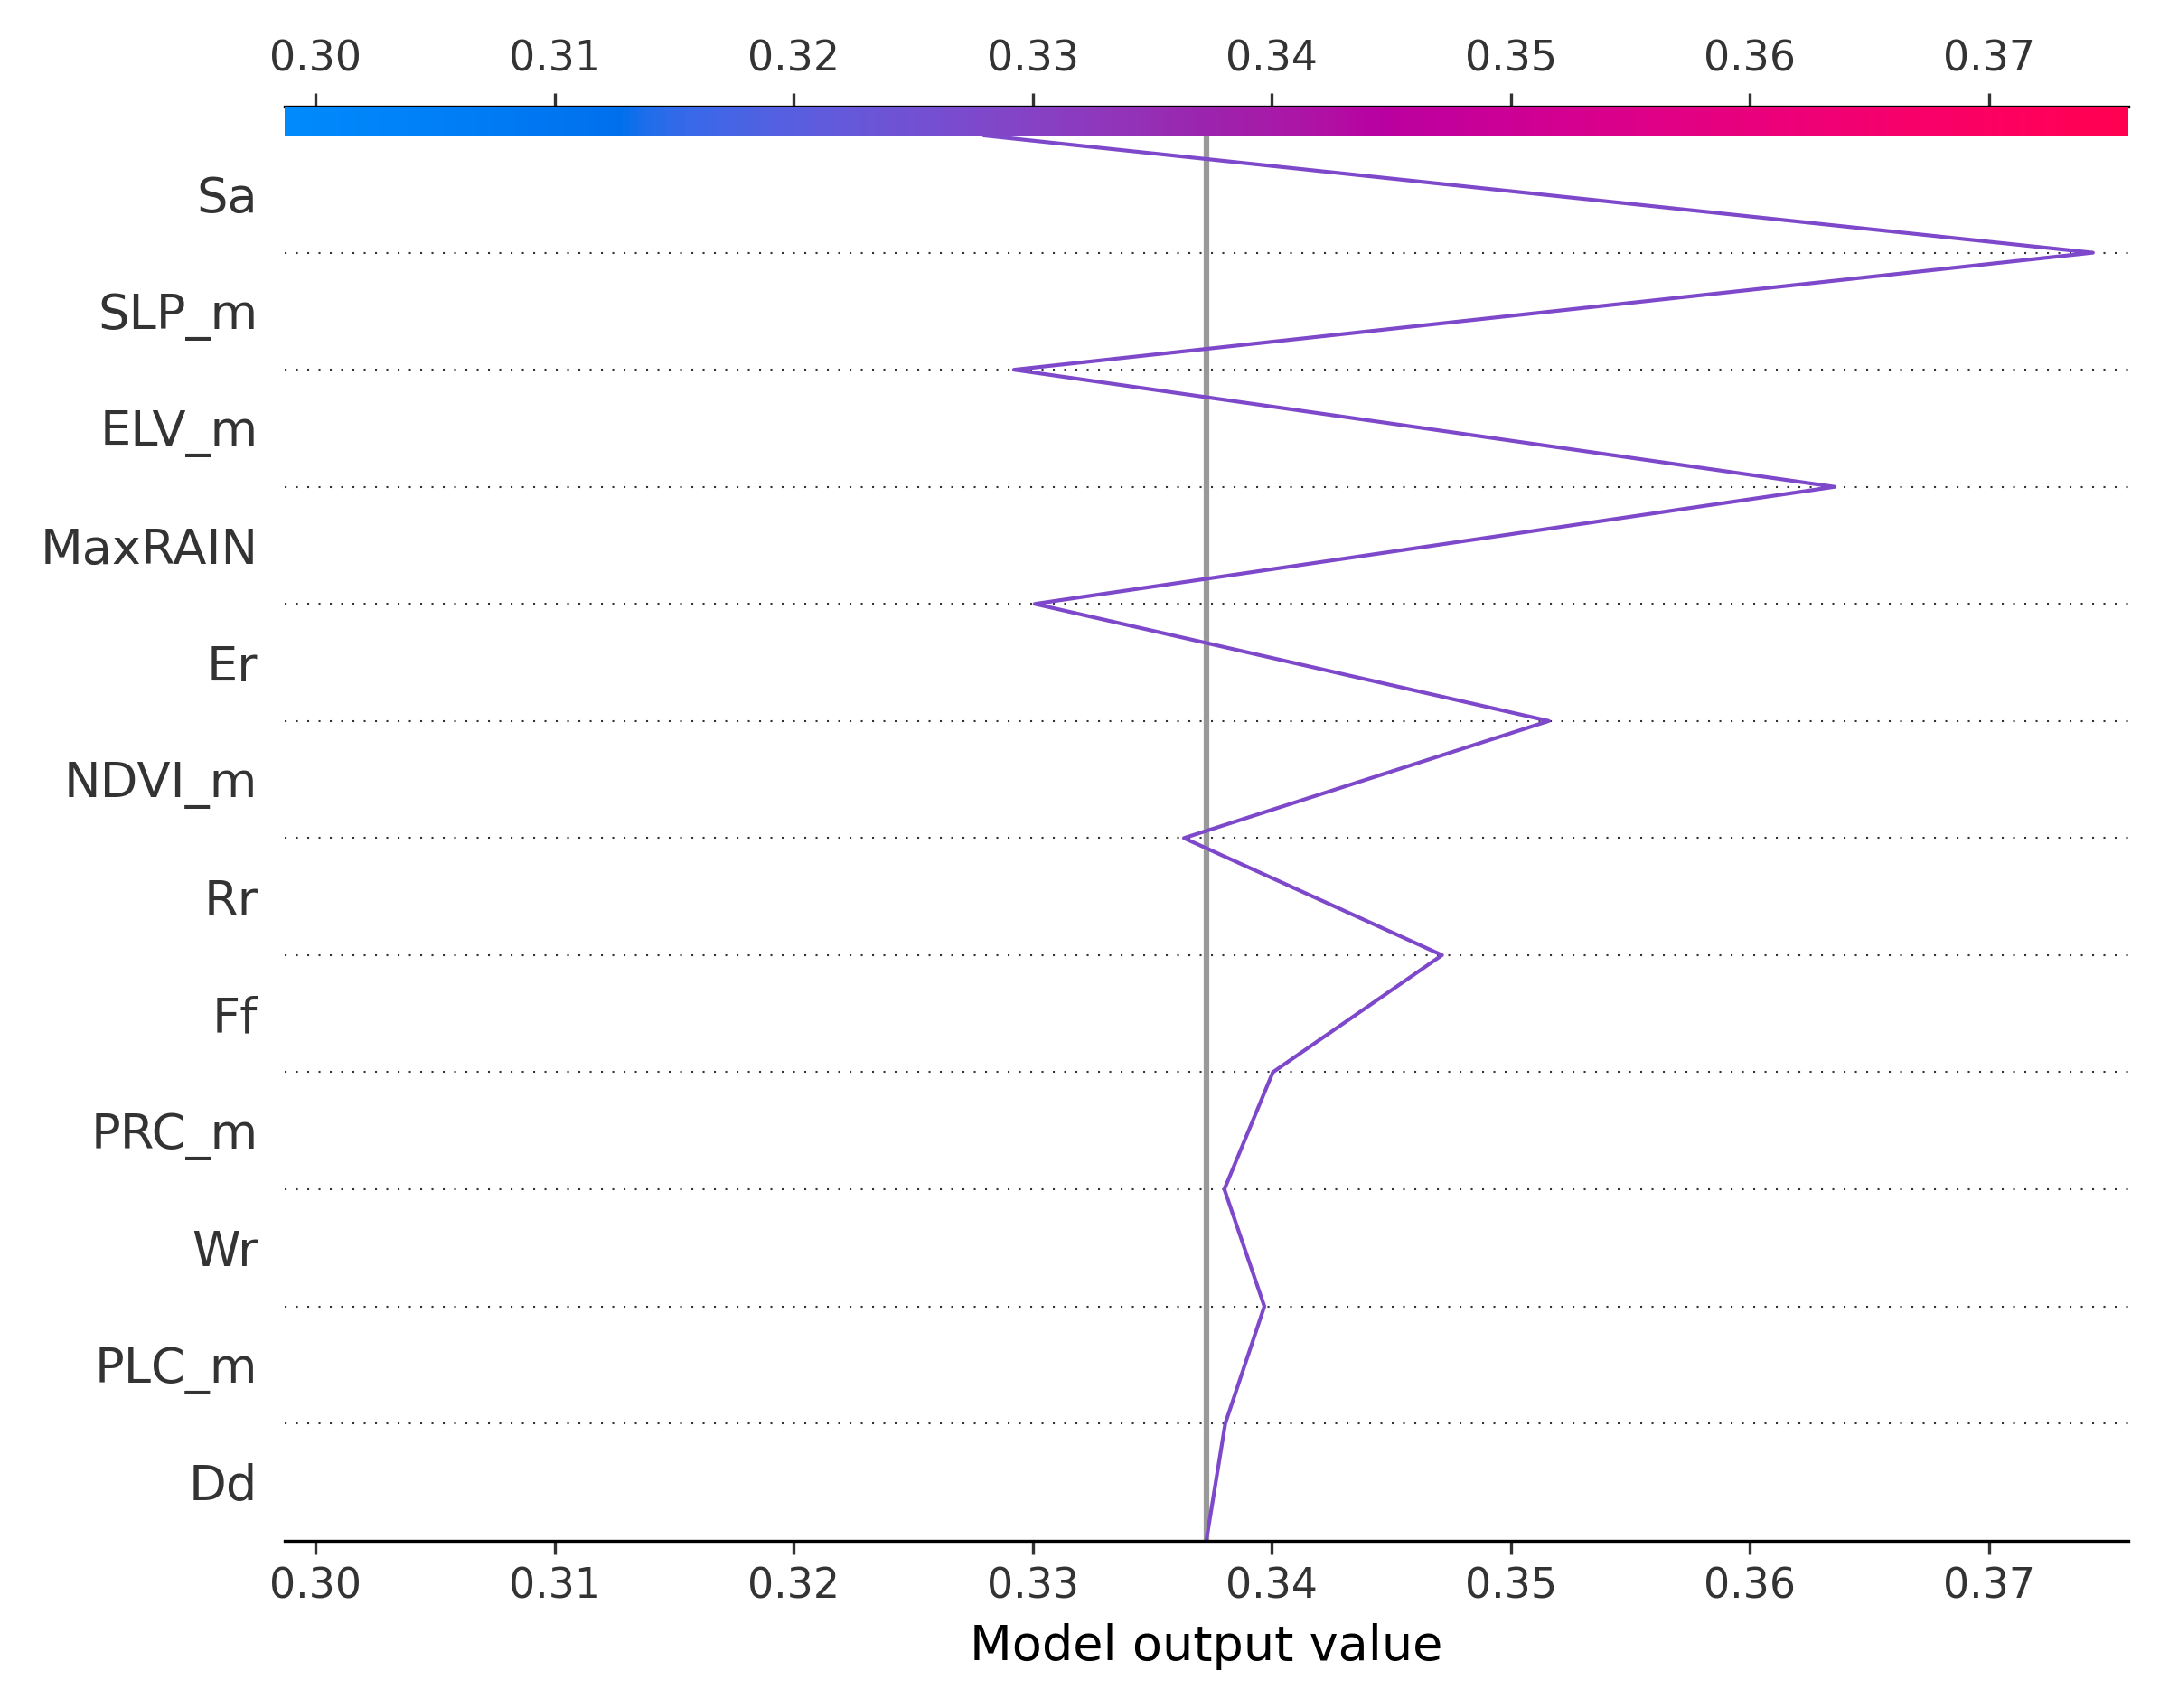 0.30 0.31 0.32 0.33 0.34 0.35 0.36 0.37
Sa
SLP_m
ELV_m
MaxRAIN
Er
NDVI_m
Rr
Ff
PRC_m
Wr
PLC_m
Dd
0.30 0.31 0.32 0.33 0.34 0.35 0.36 0.37
Model output value